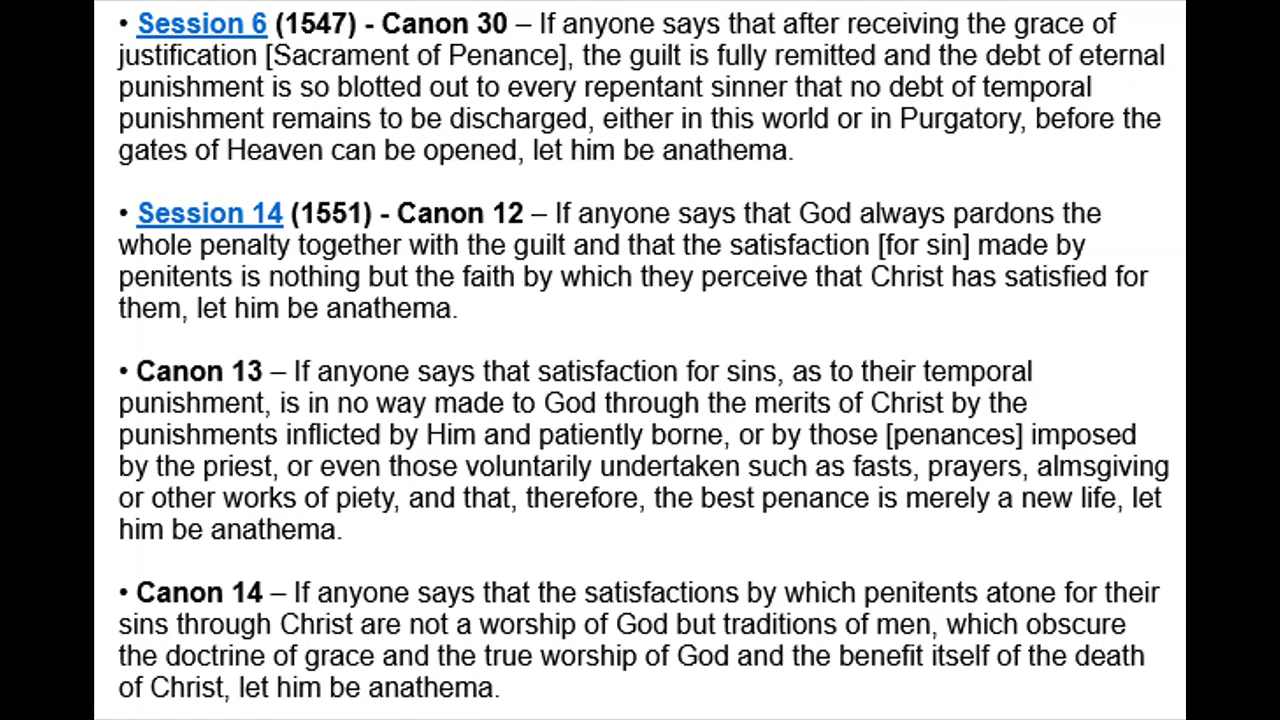 • Session 6 (1547) - Canon 30 – If anyone says that after receiving the grace of
justification [Sacrament of Penance], the guilt is fully remitted and the debt of eternal
punishment is so blotted out to every repentant sinner that no debt of temporal
punishment remains to be discharged, either in this world or in Purgatory, before the
gates of Heaven can be opened, let him be anathema.
• Session 14 (1551) - Canon 12 – If anyone says that God always pardons the
whole penalty together with the guilt and that the satisfaction [for sin] made by
penitents is nothing but the faith by which they perceive that Christ has satisfied for
them, let him be anathema.
• Canon 13 – If anyone says that satisfaction for sins, as to their temporal
punishment, is in no way made to God through the merits of Christ by the
punishments inflicted by Him and patiently borne, or by those [penances] imposed
by the priest, or even those voluntarily undertaken such as fasts, prayers, almsgiving
or other works of piety, and that, therefore, the best penance is merely a new life, let
him be anathema.
• Canon 14 – If anyone says that the satisfactions by which penitents atone for their
sins through Christ are not a worship of God but traditions of men, which obscure
the doctrine of grace and the true worship of God and the benefit itself of the death
of Christ, let him be anathema.